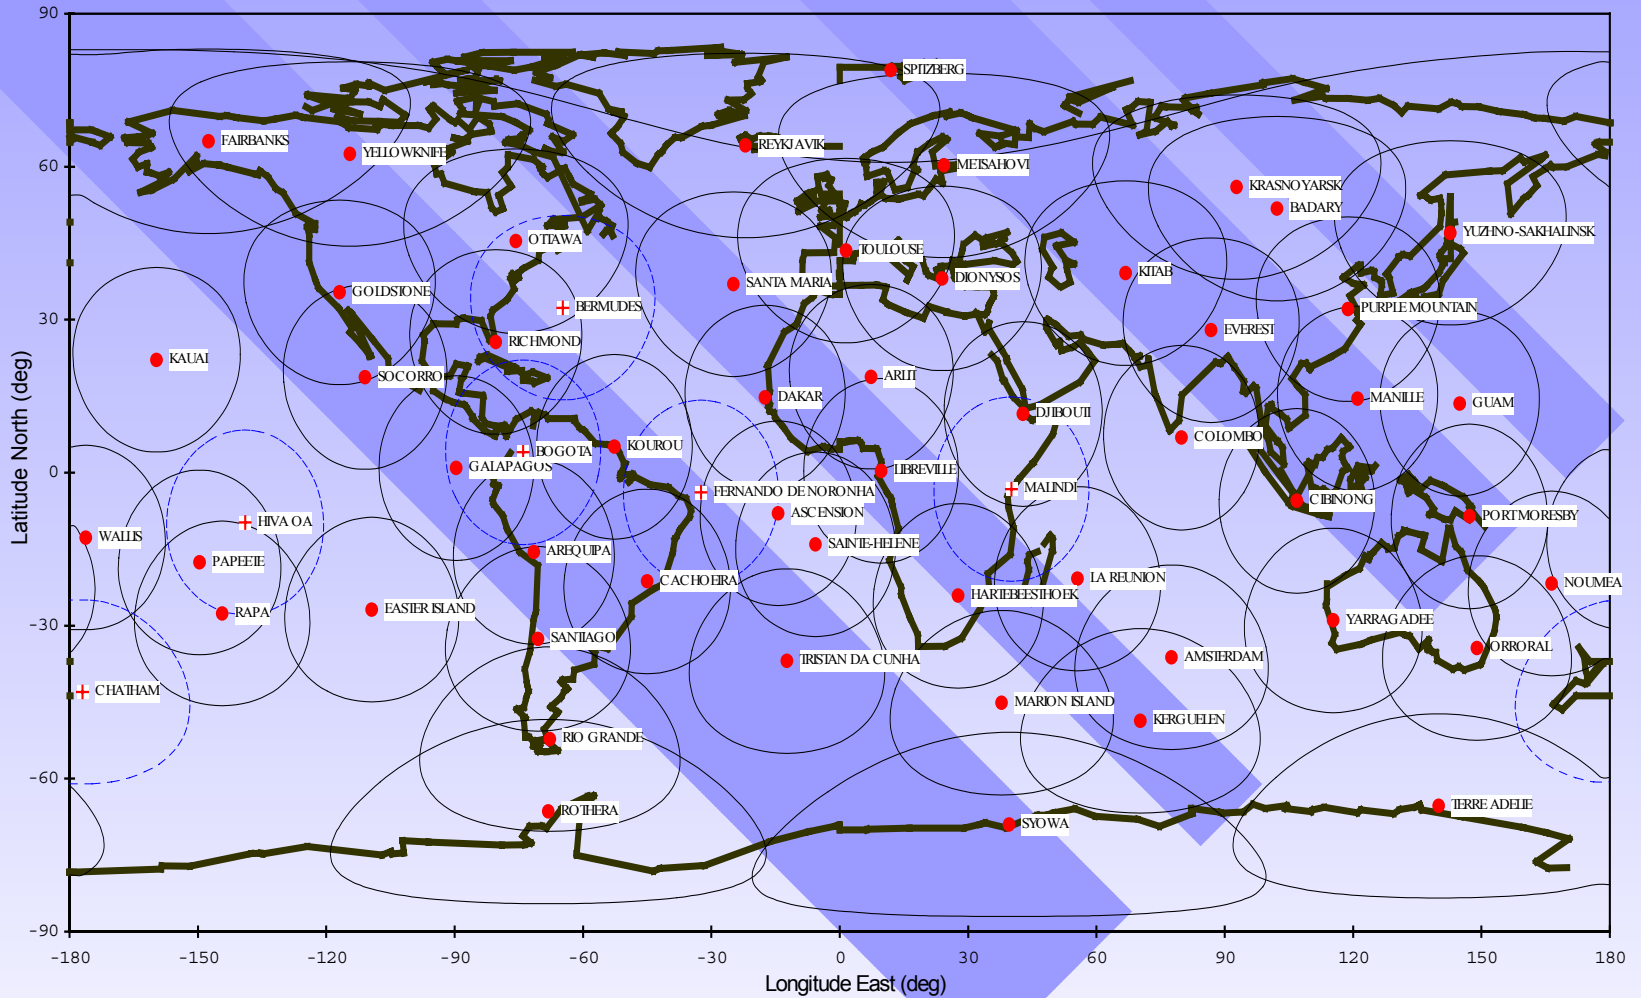 90
SPITZBERG
FAIRBANKS
YELLOWKNIFE
REYKJAVIK
METSAHOVI
60
KRASNOYARSK
BADARY
OTTAWA
TOULOUSE
YUZHNO-SAKHALINSK
GOLDSTONE
SANTA MARIA
DIONYSOS
KITAB
BERMUDES
PURPLE MOUNTAIN
30
RICHMOND
EVEREST
KAUAI
SOCORRO
ARLIT
DAKAR
DJIBOUTI
MANILLE
GUAM
BOGOTA
KOUROU
COLOMBO
0
GALAPAGOS
LIBREVILLE
FERNANDO DE NORONHA
MALINDI
CIBINONG
HIVA OA
ASCENSION
PORT MORESBY
WALLIS
AREQUIPA
SAINTE-HELENE
PAPEETE
CACHOEIRA
LA REUNION
NOUMEA
RAPA
EASTER ISLAND
HARTEBEESTHOEK
YARRAGADEE
-30
SANTIAGO
ORRORAL
TRISTAN DA CUNHA
AMSTERDAM
CHATHAM
MARION ISLAND
KERGUELEN
RIO GRANDE
-60
ROTHERA
SYOWA
TERRE ADELIE
-90
-180 -150 -120 -90 -60 -30 0 30 60 90 120 150 180
Longitude East (deg)
Latitude North (deg)